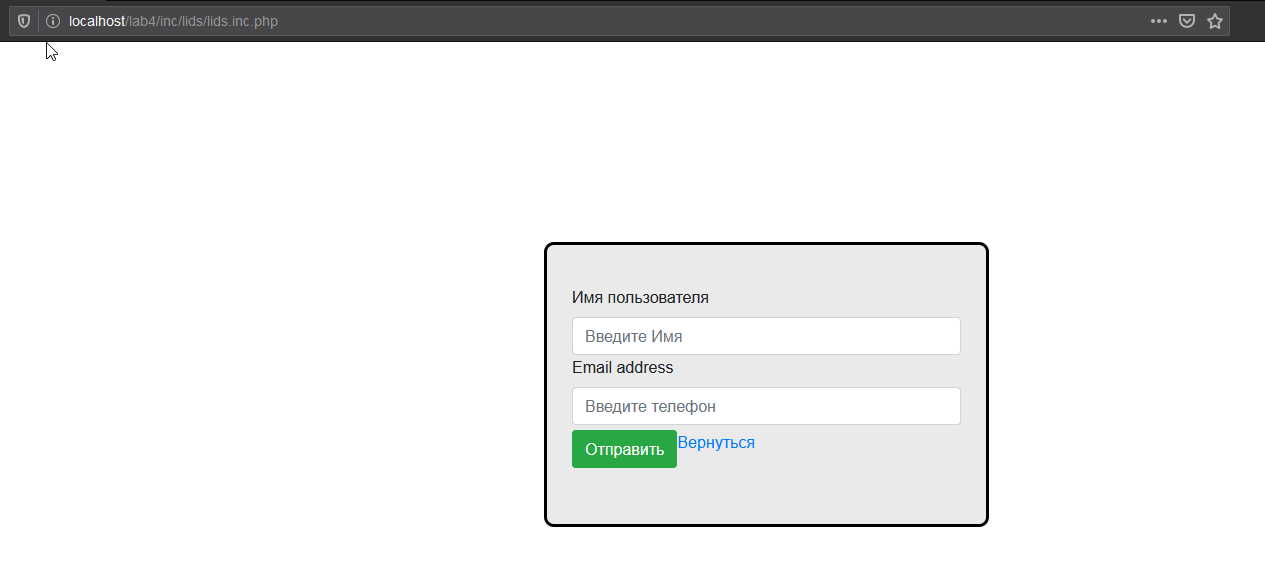 localhost/lab4/inc/lids/lids.inc.php
Имя пользователя
Введите Имя
Email address
Введите телефон
Отправить Вернуться